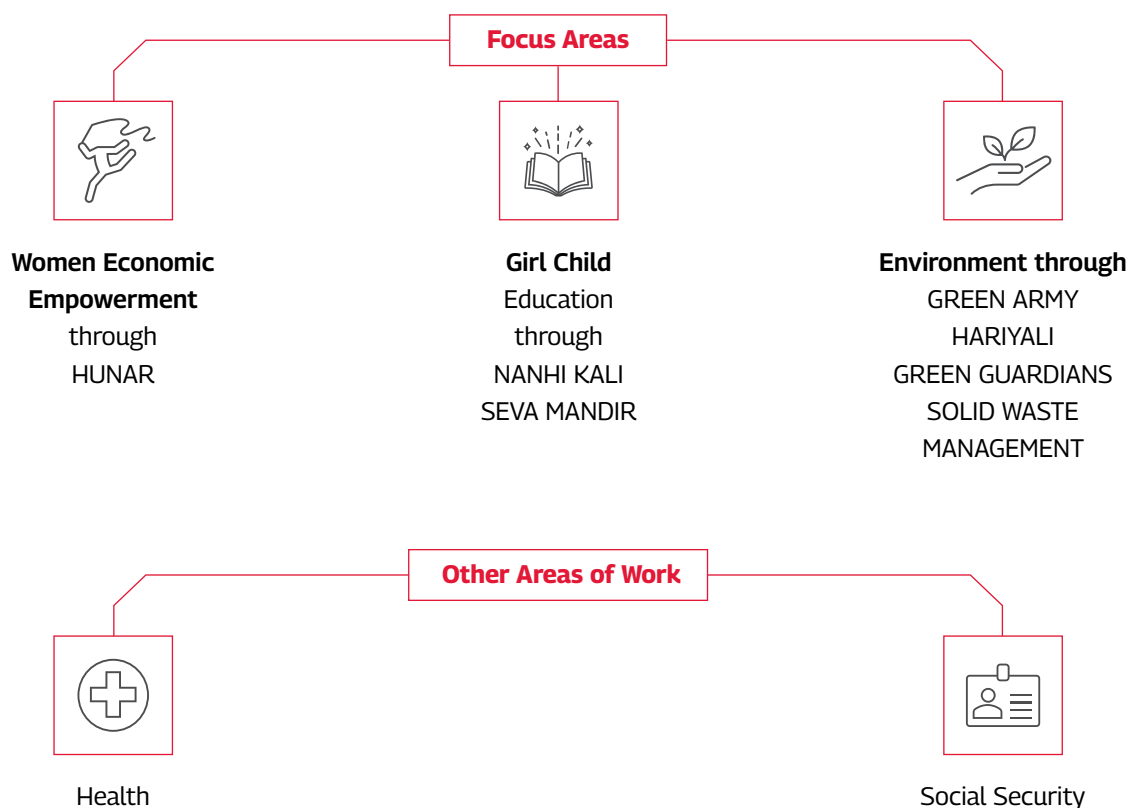 Focus Areas
Women Economic
Empowerment
through
HUNAR
Girl Child
Education
through
NANHI KALI
SEVA MANDIR
Environment through
GREEN ARMY
HARIYALI
GREEN GUARDIANS
SOLID WASTE
MANAGEMENT
Other Areas of Work
Health
Social Security